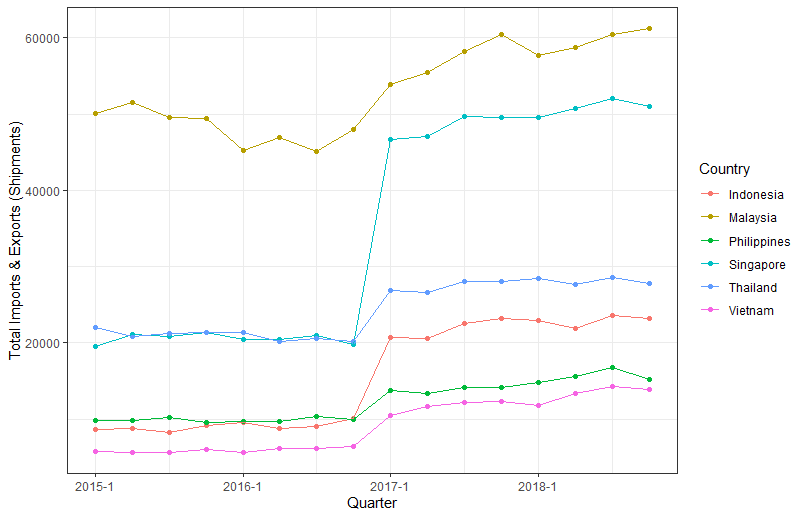 60000
40000
20000
Total Imports & Exports (Shipments)
2015-1
2016-1
2017-1
2018-1
Quarter
Country
Indonesia
Malaysia
Philippines
Singapore
Thailand
Vietnam